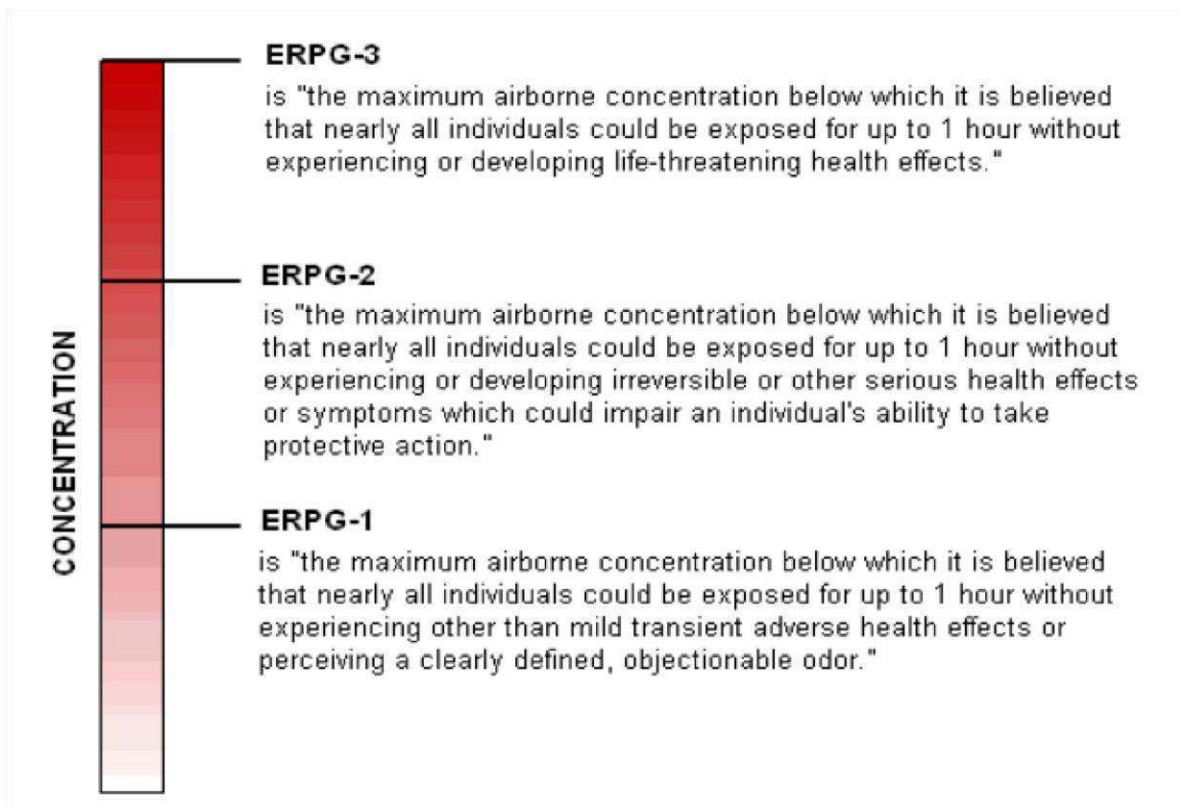 ERPG-3
is "the maximum airborne concentration below which it is believed
that nearly all individuals could be exposed for up to 1 hour without
experiencing or developing life-threatening health effects."
ERPG-2
is "the maximum airborne concentration below which it is believed
that nearly all individuals could be exposed for up to 1 hour without
experiencing or developing irreversible or other serious health effects
or symptoms which could impair an individual's ability to take
protective action."
CONCENTRATION
ERPG-1
is "the maximum airborne concentration below which it is believed
that nearly all individuals could be exposed for up to 1 hour without
experiencing other than mild transient adverse health effects or
perceiving a clearly defined, objectionable odor."